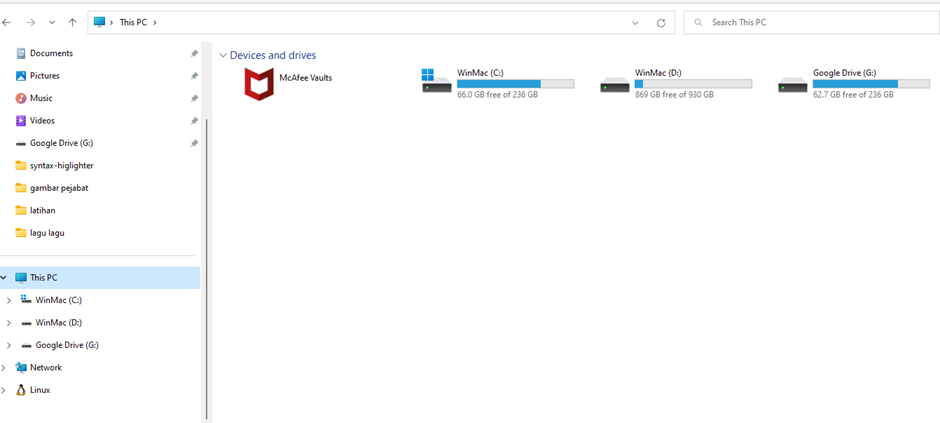 This PC
Search This PC
Documents
Pictures
Music
Videos
Google Drive (G:)
syntax-higlighter
gambar pejabat
latihan
lagu lagu
This PC
WinMac (C:)
WinMac (D:)
Google Drive (G:)
Network
Linux
Devices and drives
McAfee Vaults
WinMac (C:)
66.0 GB free of 236 GB
WinMac (D:)
869 GB free of 930 GB
Google Drive (G:)
62.7 GB free of 236 GB